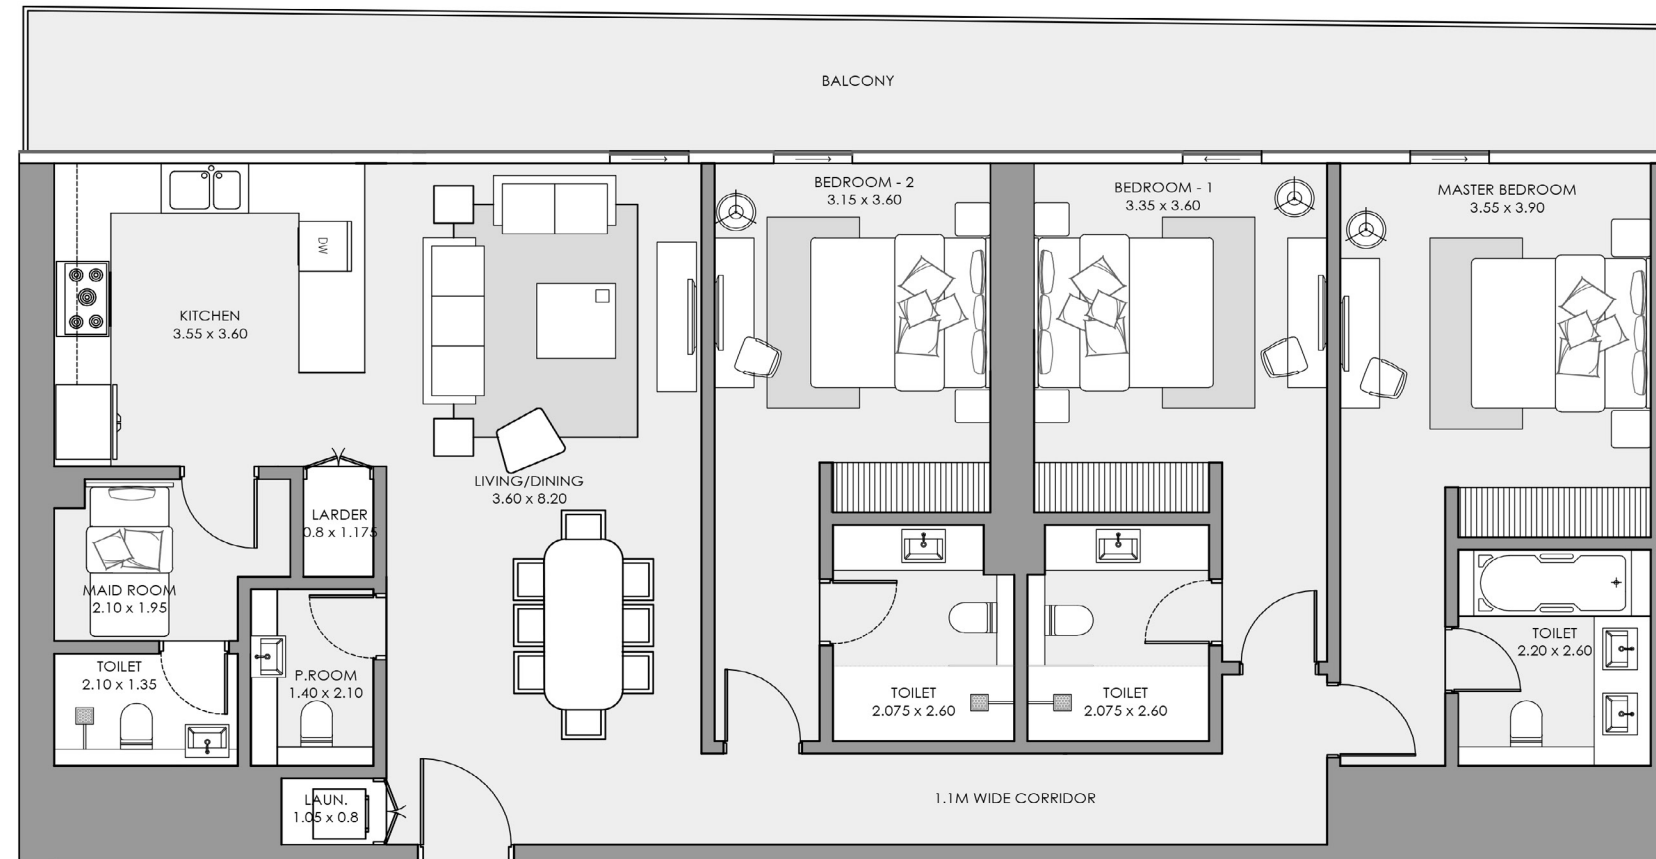 BALCONY
BEDROOM - 2
3.15 x 3.60
BEDROOM - 1
3.35 x 3.60
MASTER BEDROOM
3.55 x 3.90
DW
KITCHEN
3.55 x 3.60
LIVING/DINING
3.60 x 8.20
LARDER
0.8 x 1.175
MAID ROOM
2.10 x 1.95
TOILET
2.20 x 2.60
TOILET
2.10 x 1.35
P.ROOM
1.40 x 2.10
TOILET
2.075 x 2.60
TOILET
2.075 x 2.60
LAUN.
1.05 x 0.8
1.1M WIDE CORRIDOR